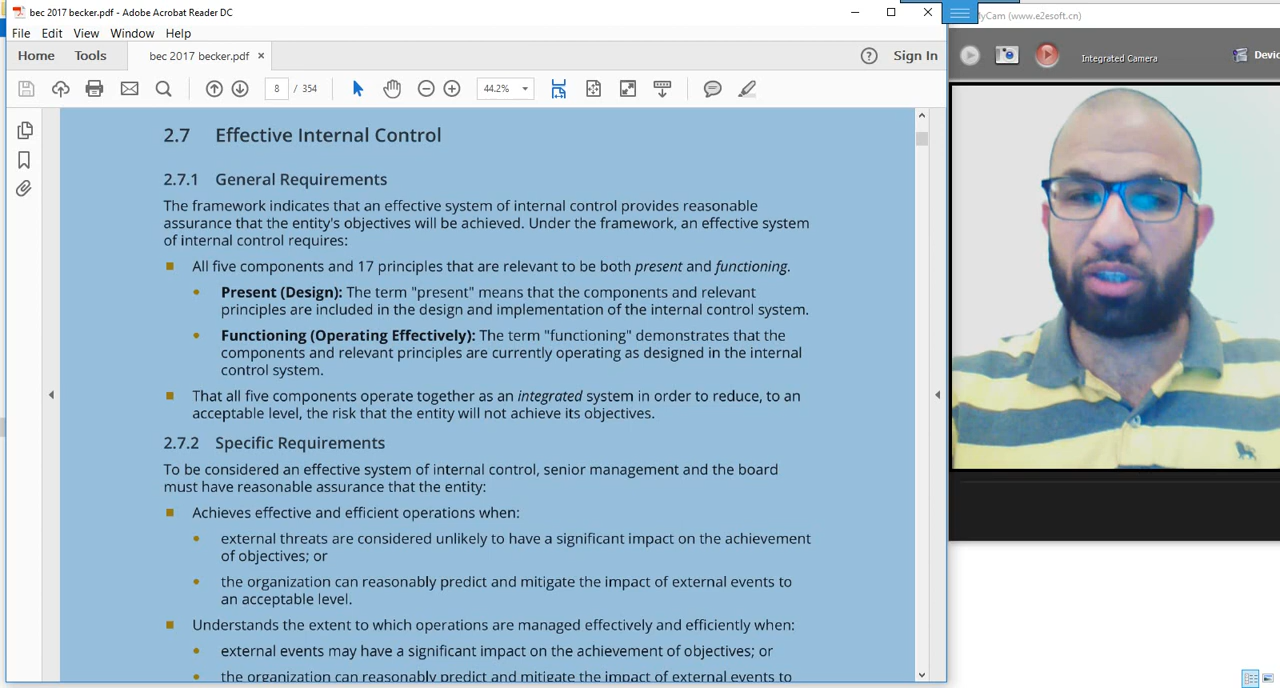 bec 2017 becker.pdf - Adobe Acrobat Reader DC
File Edit View Window Help
Home Tools bec 2017 becker.pdf × Sign In
8 / 354 44.2%
2.7 Effective Internal Control
2.7.1 General Requirements
The framework indicates that an effective system of internal control provides reasonable
assurance that the entity's objectives will be achieved. Under the framework, an effective system
of internal control requires:
All five components and 17 principles that are relevant to be both present and functioning.
Present (Design): The term "present" means that the components and relevant
principles are included in the design and implementation of the internal control system.
Functioning (Operating Effectively): The term "functioning" demonstrates that the
components and relevant principles are currently operating as designed in the internal
control system.
That all five components operate together as an integrated system in order to reduce, to an
acceptable level, the risk that the entity will not achieve its objectives.
2.7.2 Specific Requirements
To be considered an effective system of internal control, senior management and the board
must have reasonable assurance that the entity:
Achieves effective and efficient operations when:
external threats are considered unlikely to have a significant impact on the achievement
of objectives; or
the organization can reasonably predict and mitigate the impact of external events to
an acceptable level.
Understands the extent to which operations are managed effectively and efficiently when:
external events may have a significant impact on the achievement of objectives; or
the organization can reasonably predict and mitigate the impact of external events to
yCam (www.e2esoft.cn)
Integrated Camera Devic